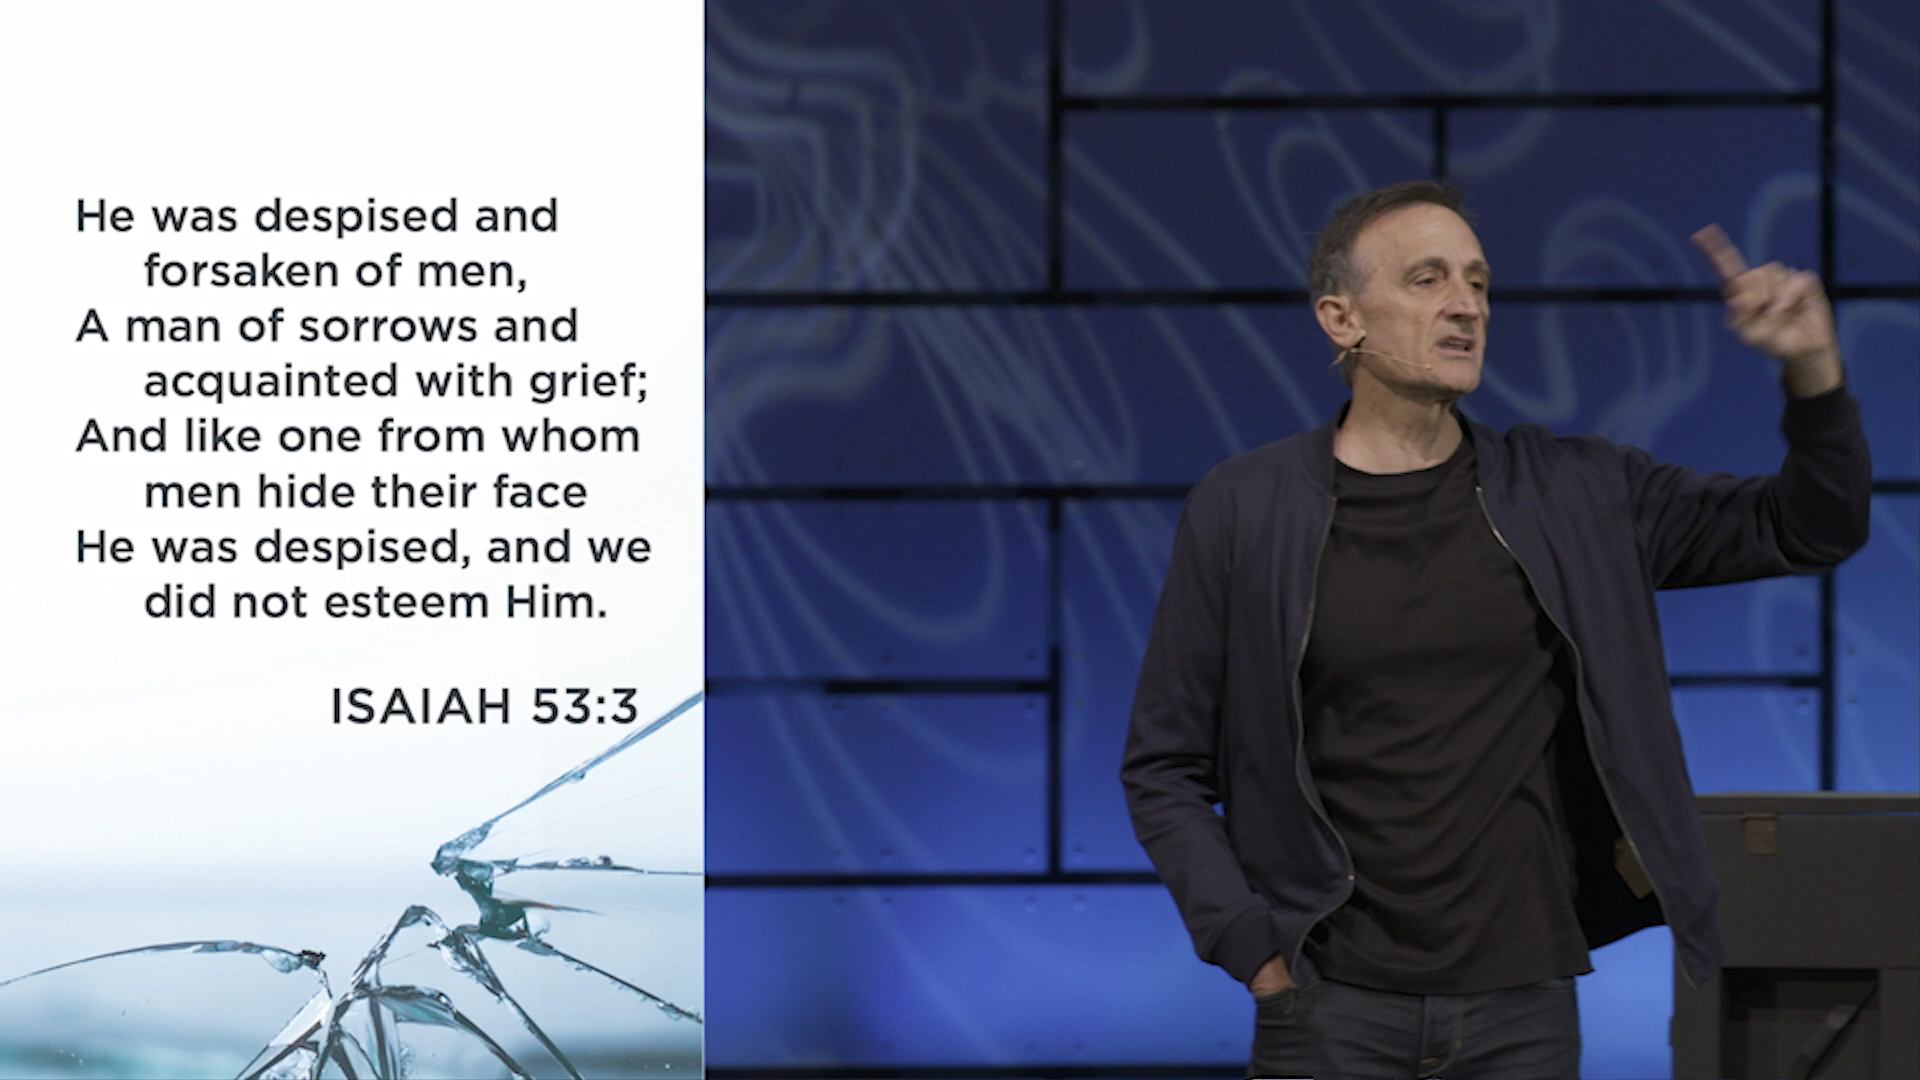 He was despised and
forsaken of men,
A man of sorrows and
acquainted with grief;
And like one from whom
men hide their face
He was despised, and we
did not esteem Him.
ISAIAH 53:3